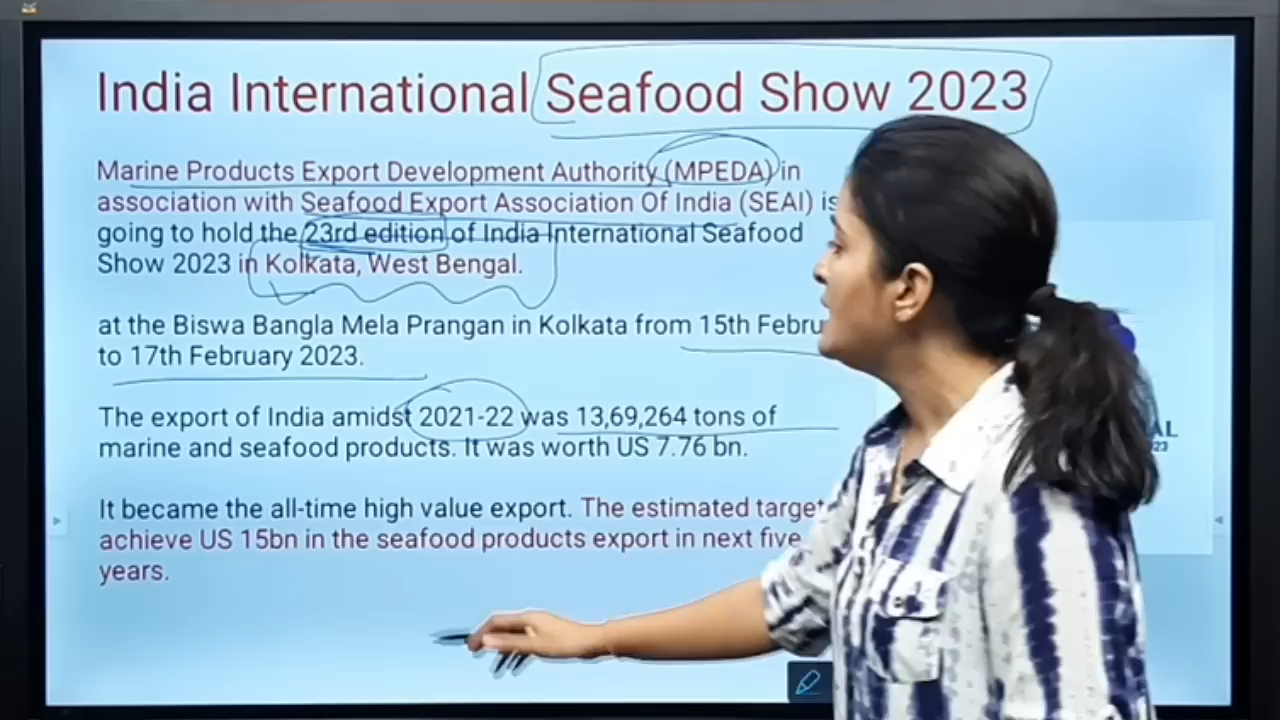 India International Seafood Show 2023
Marine Products Export Development Authority (MPEDA) in
association with Seafood Export Association Of India (SEAI) is
going to hold the 23rd edition of India International Seafood
Show 2023 in Kolkata, West Bengal.
at the Biswa Bangla Mela Prangan in Kolkata from 15th
to 17th February 2023.
The export of India amidst 2021-22 was 13,69,264 tons of
marine and seafood products. It was worth US 7.76 bn.
It became the all-time high value export. The estimated target
achieve US 15bn in the seafood products export in next five
years.